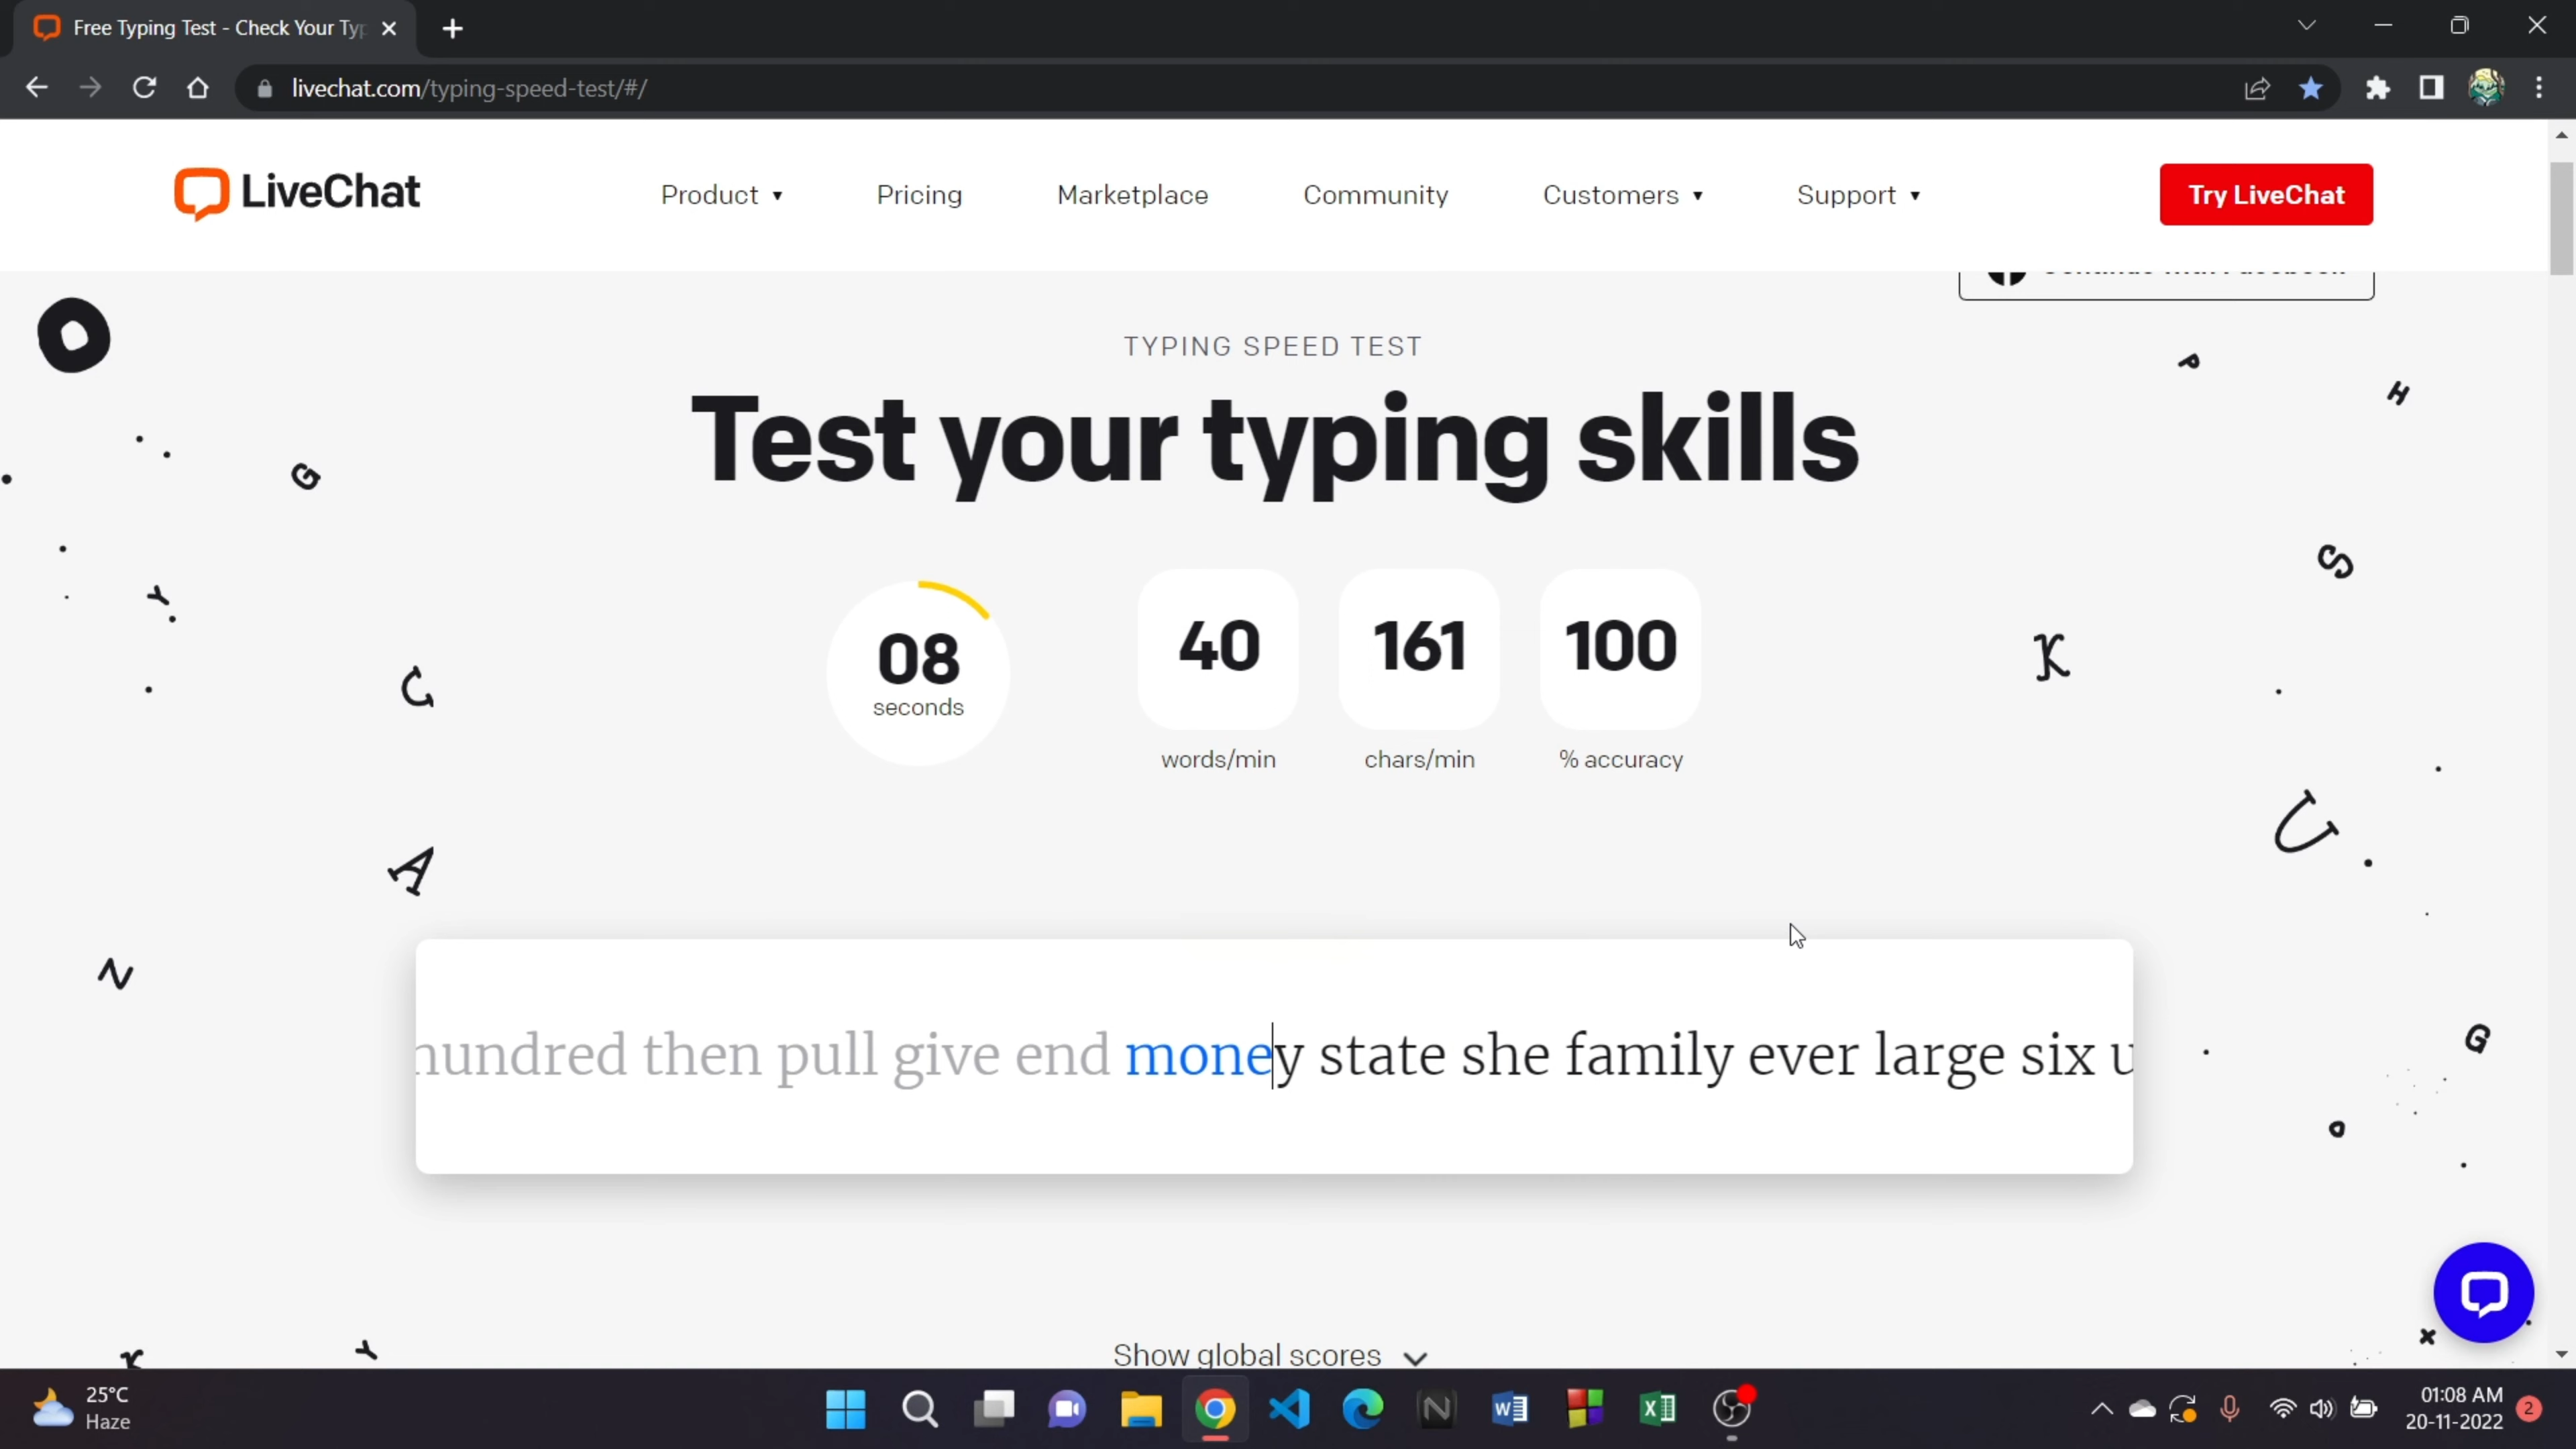 Free Typing Test - Check Your Typ
livechat.com/typing-speed-test/#/
LiveChat
Product
Pricing
Marketplace
Community
Customers
Support
Try LiveChat
TYPING SPEED TEST
Test your typing skills
08
seconds
40
words/min
161
chars/min
100
% accuracy
hundred then pull give end money state she family ever large six u
Show global scores
25°C
Haze
01:08 AM
20-11-2022
2
O
G
Y
C
A
N
K
Y
P
H
S
K
U
G
O
X